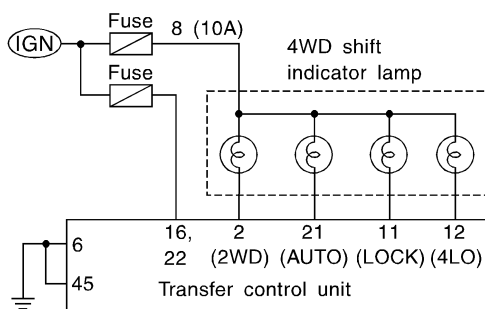 Fuse
8 (10A)
IGN
4WD shift
indicator lamp
Fuse
16, 2 21 11 12
22 (2WD) (AUTO) (LOCK) (4LO)
6
45
Transfer control unit